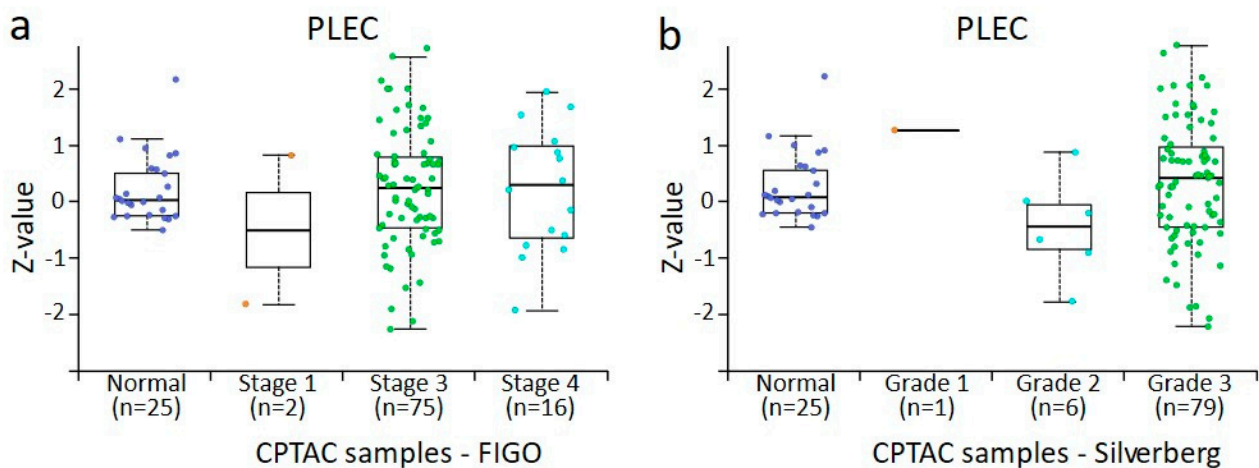 a
PLEC
Z-value
2
1
0
-1
-2
Normal
(n=25)
Stage 1
(n=2)
Stage 3
(n=75)
Stage 4
(n=16)
CPTAC samples - FIGO
b
PLEC
Z-value
2
1
0
-1
-2
Normal
(n=25)
Grade 1
(n=1)
Grade 2
(n=6)
Grade 3
(n=79)
CPTAC samples - Silverberg